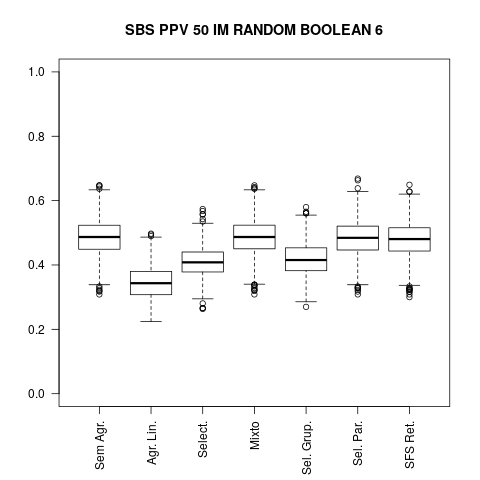 SBS PPV 50 IM RANDOM BOOLEAN 6
1.0
0.8
0.6
0.4
0.2
0.0
Sem Agr.
Agr. Lin.
Select.
Mixto
Sel. Grup.
Sel. Par.
SFS Ret.